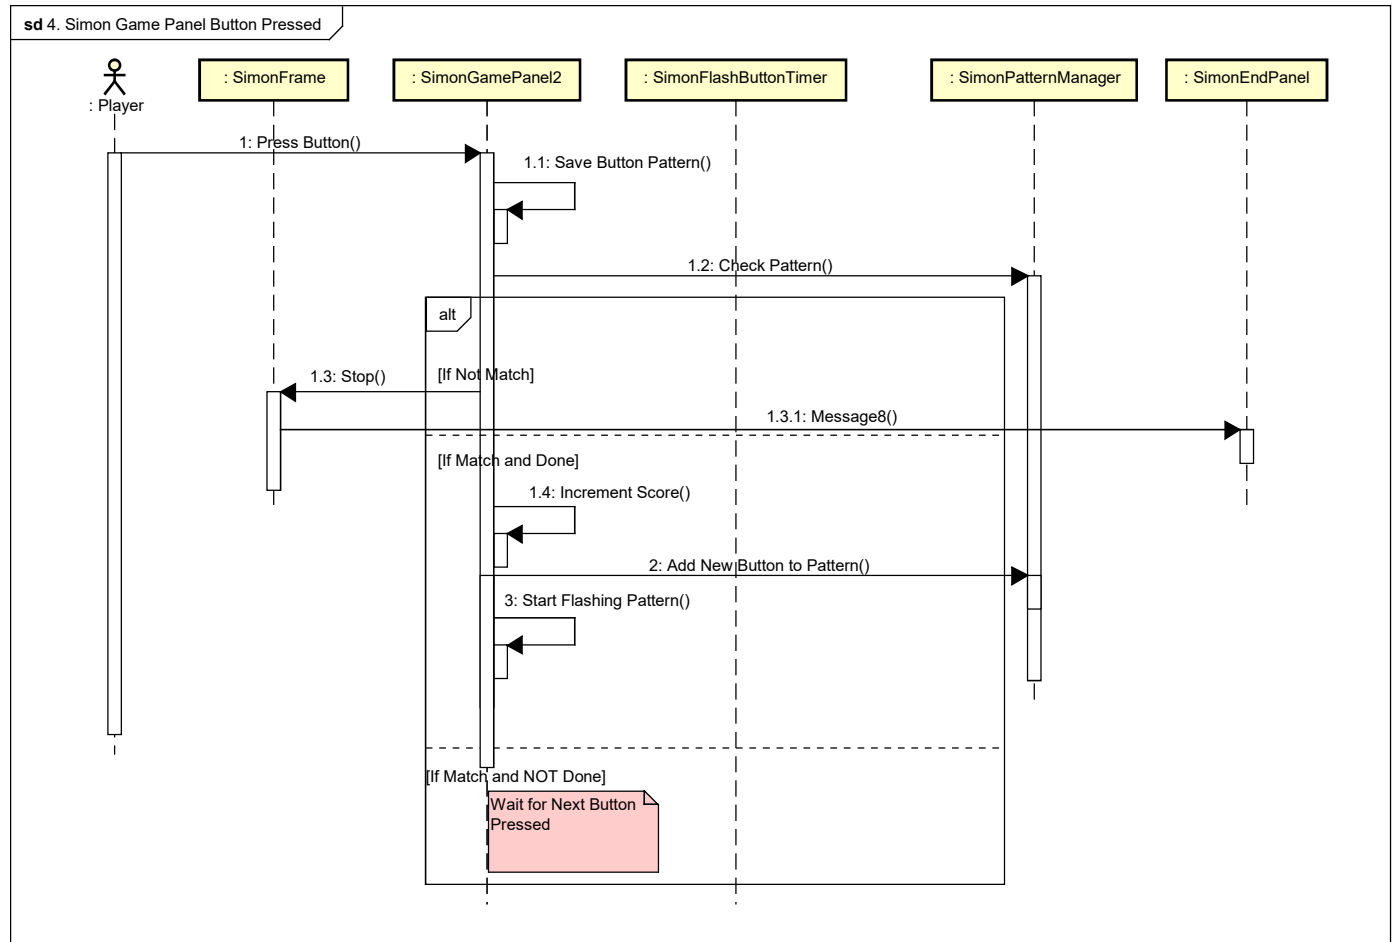 sd 4. Simon Game Panel Button Pressed
: Player
: SimonFrame
: SimonGamePanel2
: SimonFlashButtonTimer
: SimonPatternManager
: SimonEndPanel
1: Press Button()
1.1: Save Button Pattern()
1.2: Check Pattern()
alt
[If Not Match]
1.3: Stop()
1.3.1: Message8()
[If Match and Done]
1.4: Increment Score()
2: Add New Button to Pattern()
3: Start Flashing Pattern()
[If Match and NOT Done]
Wait for Next Button
Pressed